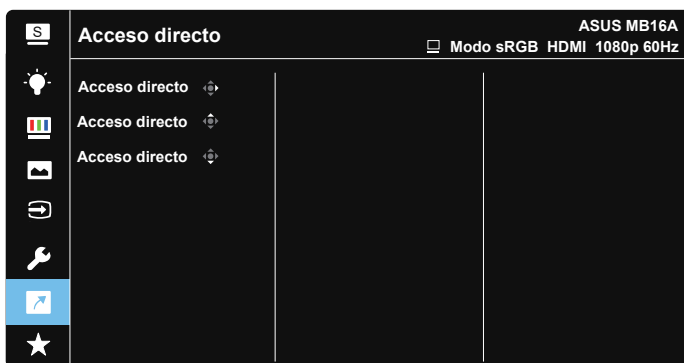 S
Acceso directo
ASUS MB16A
Modo sRGB HDMI 1080p 60Hz
Acceso directo
Acceso directo
Acceso directo